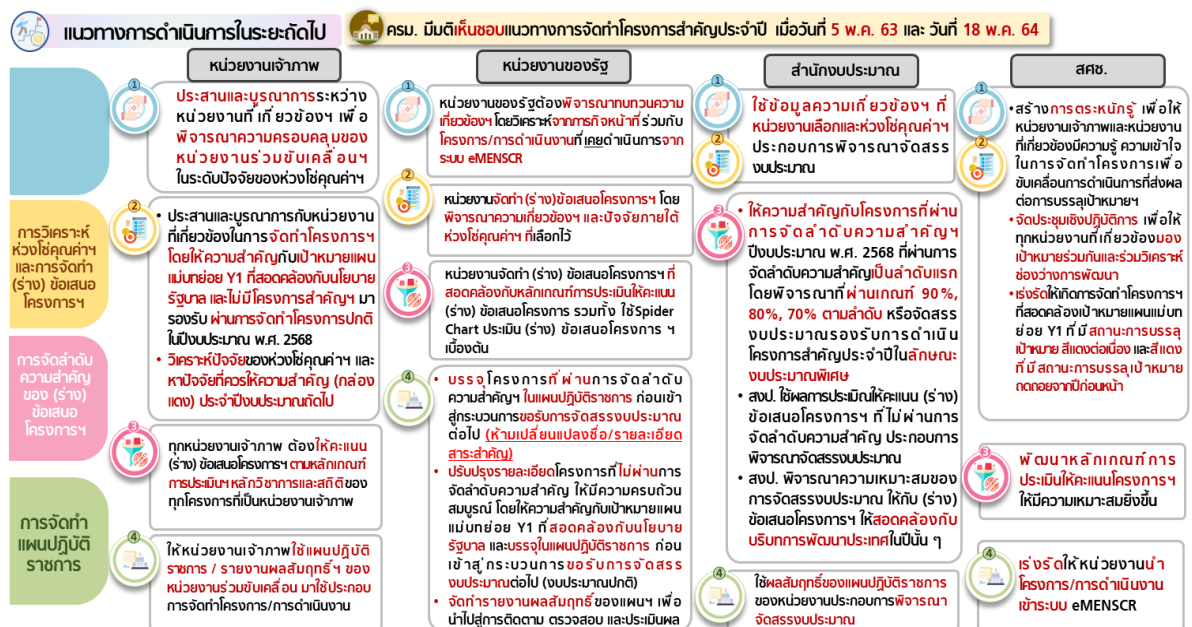 แนวทางการดำเนินการในระยะถัดไป
ครม. มีมติเห็นชอบแนวทางการจัดทำโครงการสำคัญประจำปี เมื่อวันที่ 5 พ.ค. 63 และ วันที่ 18 พ.ค. 64
การวิเคราะห์
ห่วงโซ่คุณค่าฯ
และการจัดทำ
(ร่าง) ข้อเสนอ
โครงการฯ
การจัดลำดับ
ความสำคัญ
ของ (ร่าง)
ข้อเสนอ
โครงการฯ
การจัดทำ
แผนปฏิบัติ
ราชการ
หน่วยงานเจ้าภาพ
1
ประสานและบูรณาการระหว่าง
หน่วยงานที่เกี่ยวข้องฯ เพื่อ
พิจารณาความครอบคลุมของ
หน่วยงานร่วมขับเคลื่อนฯ
ในระดับปัจจัยของห่วงโซ่คุณค่าฯ
2
• ประสานและบูรณาการกับหน่วยงาน
ที่เกี่ยวข้องในการ จัดทำโครงการฯ
โดยให้ความสำคัญกับเป้าหมายแผน
แม่บทย่อย Y1 ที่สอดคล้องกับนโยบาย
รัฐบาล และไม่มีโครงการสำคัญฯ มา
รองรับ ผ่านการจัดทำโครงการปกติ
ในปีงบประมาณ พ.ศ. 2568
• วิเคราะห์ปัจจัยของห่วงโซ่คุณค่าฯ และ
หาปัจจัยที่ควรให้ความสำคัญ (กล่อง
แดง) ประจำปีงบประมาณถัดไป
3
ทุกหน่วยงานเจ้าภาพ ต้องให้คะแนน
(ร่าง) ข้อเสนอโครงการฯ ตามหลักเกณฑ์
การประเมินฯ หลักวิชาการและสถิติของ
ทุกโครงการที่เป็นหน่วยงานเจ้าภาพ
4
ให้หน่วยงานเจ้าภาพใช้แผนปฏิบัติ
ราชการ / รายงานผลสัมฤทธิ์ฯ ของ
หน่วยงานร่วมขับเคลื่อน มาใช้ประกอบ
การจัดทำโครงการ/การดำเนินงาน
หน่วยงานของรัฐ
1
หน่วยงานของรัฐต้องพิจารณาทบทวนความ
เกี่ยวข้องฯ โดยวิเคราะห์จากภารกิจหน้าที่ ร่วมกับ
โครงการ/การดำเนินงานที่เคยดำเนินการจาก
ระบบ eMENSCR
2
หน่วยงานจัดทำ (ร่าง)ข้อเสนอโครงการฯ โดย
พิจารณาความเกี่ยวข้องฯ และปัจจัยภายใต้
ห่วงโซ่คุณค่าฯ ที่เลือกไว้
3
หน่วยงานจัดทำ (ร่าง) ข้อเสนอโครงการฯ ที่
สอดคล้องกับหลักเกณฑ์การประเมินให้คะแนน
(ร่าง) ข้อเสนอโครงการ รวมทั้ง ใช้Spider
Chart ประเมิน (ร่าง) ข้อเสนอโครงการ ฯ
เบื้องต้น
4
• บรรจุโครงการที่ผ่านการจัดลำดับ
ความสำคัญฯ ในแผนปฏิบัติราชการ ก่อนเข้า
สู่กระบวนการขอรับการจัดสรรงบประมาณ
ต่อไป (ห้ามเปลี่ยนแปลงชื่อ/รายละเอียด
สาระสำคัญ)
• ปรับปรุงรายละเอียดโครงการที่ไม่ผ่านการ
จัดลำดับความสำคัญ ให้มีความครบถ้วน
สมบูรณ์ โดยให้ความสำคัญกับเป้าหมายแผน
แม่บทย่อย Y1 ที่สอดคล้องกับนโยบาย
รัฐบาล และบรรจุในแผนปฏิบัติราชการ ก่อน
เข้าสู่กระบวนการขอรับการจัดสรร
งบประมาณต่อไป (งบประมาณปกติ)
• จัดทำรายงานผลสัมฤทธิ์ของแผนฯ เพื่อ
นำไปสู่การติดตาม ตรวจสอบ และประเมินผล
สำนักงบประมาณ
1
2
ใช้ข้อมูลความเกี่ยวข้องฯ ที่
หน่วยงานเลือกและห่วงโซ่คุณค่าฯ
ประกอบการพิจารณาจัดสรร
งบประมาณ
3
• ให้ความสำคัญกับโครงการที่ผ่าน
การจัดลำดับความสำคัญฯ
ปีงบประมาณ พ.ศ. 2568 ที่ผ่านการ
จัดลำดับความสำคัญเป็นลำดับแรก
โดยพิจารณาที่ผ่านเกณฑ์ 90%,
80%, 70% ตามลำดับ หรือจัดสรร
งบประมาณรองรับการดำเนิน
โครงการสำคัญประจำปีในลักษณะ
งบประมาณพิเศษ
• สงป. ใช้ผลการประเมินให้คะแนน (ร่าง)
ข้อเสนอโครงการฯ ที่ไม่ผ่านการ
จัดลำดับความสำคัญ ประกอบการ
พิจารณาจัดสรรงบประมาณ
• สงป. พิจารณาความเหมาะสมของ
การจัดสรรงบประมาณ ให้กับ (ร่าง)
ข้อเสนอโครงการฯ ให้สอดคล้องกับ
บริบทการพัฒนาประเทศในปีนั้น ๆ
4
ใช้ผลสัมฤทธิ์ของแผนปฏิบัติราชการ
ของหน่วยงานประกอบการพิจารณา
จัดสรรงบประมาณ
สศช.
1
2
•สร้างการตระหนักรู้ เพื่อให้
หน่วยงานเจ้าภาพและหน่วยงาน
ที่เกี่ยวข้องมีความรู้ ความเข้าใจ
ในการจัดทำโครงการเพื่อ
ขับเคลื่อนการดำเนินการที่ส่งผล
ต่อการบรรลุเป้าหมายฯ
•จัดประชุมเชิงปฏิบัติการ เพื่อให้
ทุกหน่วยงานที่เกี่ยวข้องมอง
เป้าหมายร่วมกันและร่วมวิเคราะห์
ช่องว่างการพัฒนา
•เร่งรัดให้เกิดการจัดทำโครงการฯ
ที่สอดคล้องเป้าหมายแผนแม่บท
ย่อย Y1 ที่มีสถานะการบรรลุ
เป้าหมาย สีแดงต่อเนื่อง และสีแดง
ที่มีสถานะการบรรลุเป้าหมาย
ถดถอยจากปีก่อนหน้า
3
พัฒนาหลักเกณฑ์การ
ประเมินให้คะแนนโครงการฯ
ให้มีความเหมาะสมยิ่งขึ้น
4
เร่งรัดให้หน่วยงานนำ
โครงการ/การดำเนินงาน
เข้าระบบ eMENSCR